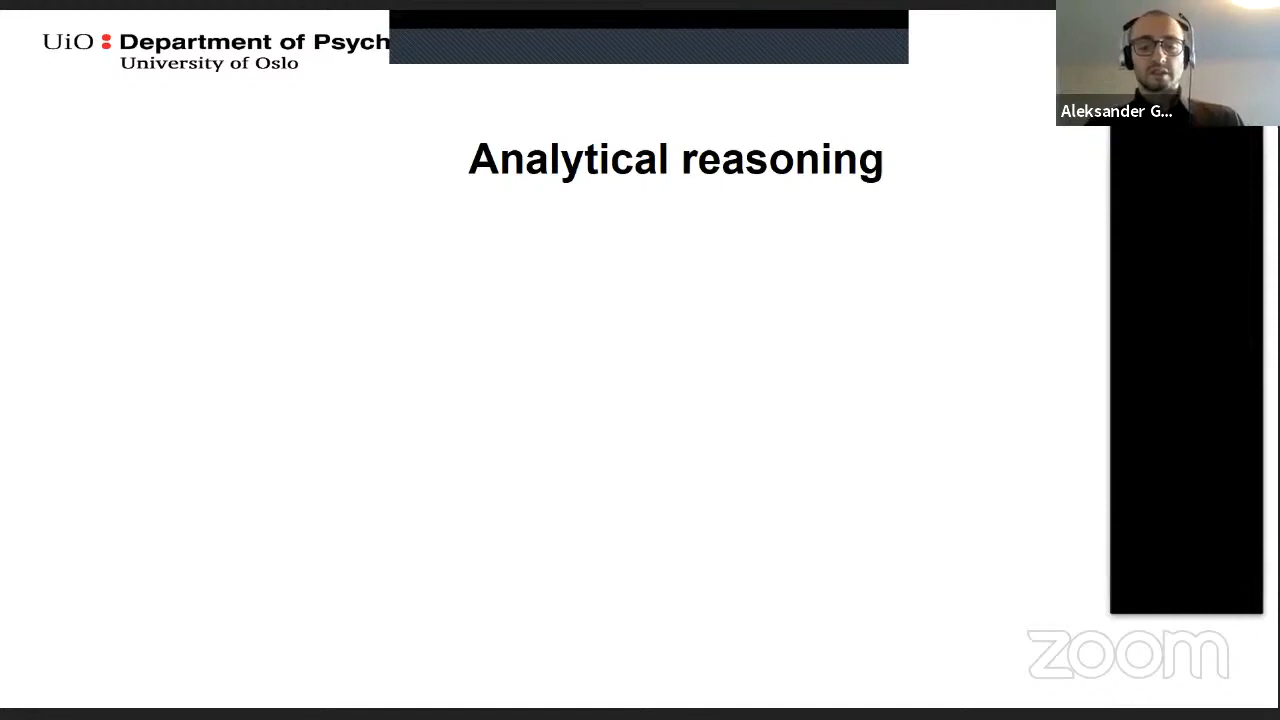 UiO : Department of Psych
University of Oslo
Aleksander G...
Analytical reasoning
zoom